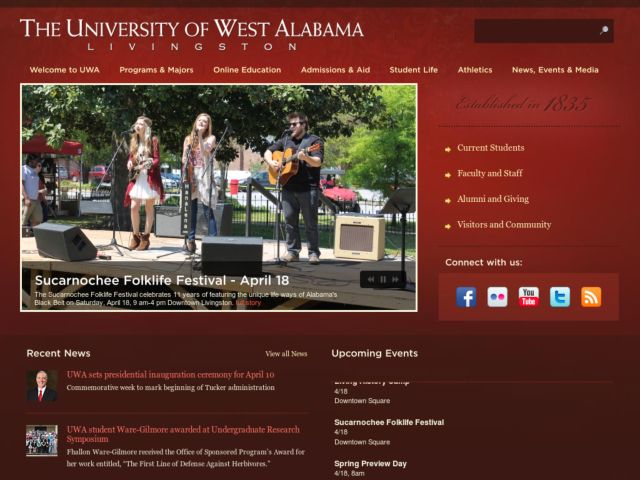 THE UNIVERSITY OF WEST ALABAMA
LIVINGSTON
Welcome to UWA
Programs & Majors
Online Education
Admissions & Aid
Student Life
Athletics
News, Events & Media
Established in 1835
Current Students
Faculty and Staff
Alumni and Giving
Visitors and Community
Connect with us:
You
Tube
Sucarnochee Folklife Festival - April 18
The Sucarnochee Folklife Festival celebrates 11 years of featuring the unique life ways of Alabama's
Black Belt on Saturday, April 18, 9 am-4 pm Downtown Livingston. full story
Recent News
View all News
UWA sets presidential inauguration ceremony for April 10
Commemorative week to mark beginning of Tucker administration
UWA student Ware-Gilmore awarded at Undergraduate Research
Symposium
Fhallon Ware-Gilmore received the Office of Sponsored Program's Award for
her work entitled, "The First Line of Defense Against Herbivores."
Upcoming Events
Living History Camp
4/18
Downtown Square
Sucarnochee Folklife Festival
4/18
Downtown Square
Spring Preview Day
4/18, 8am